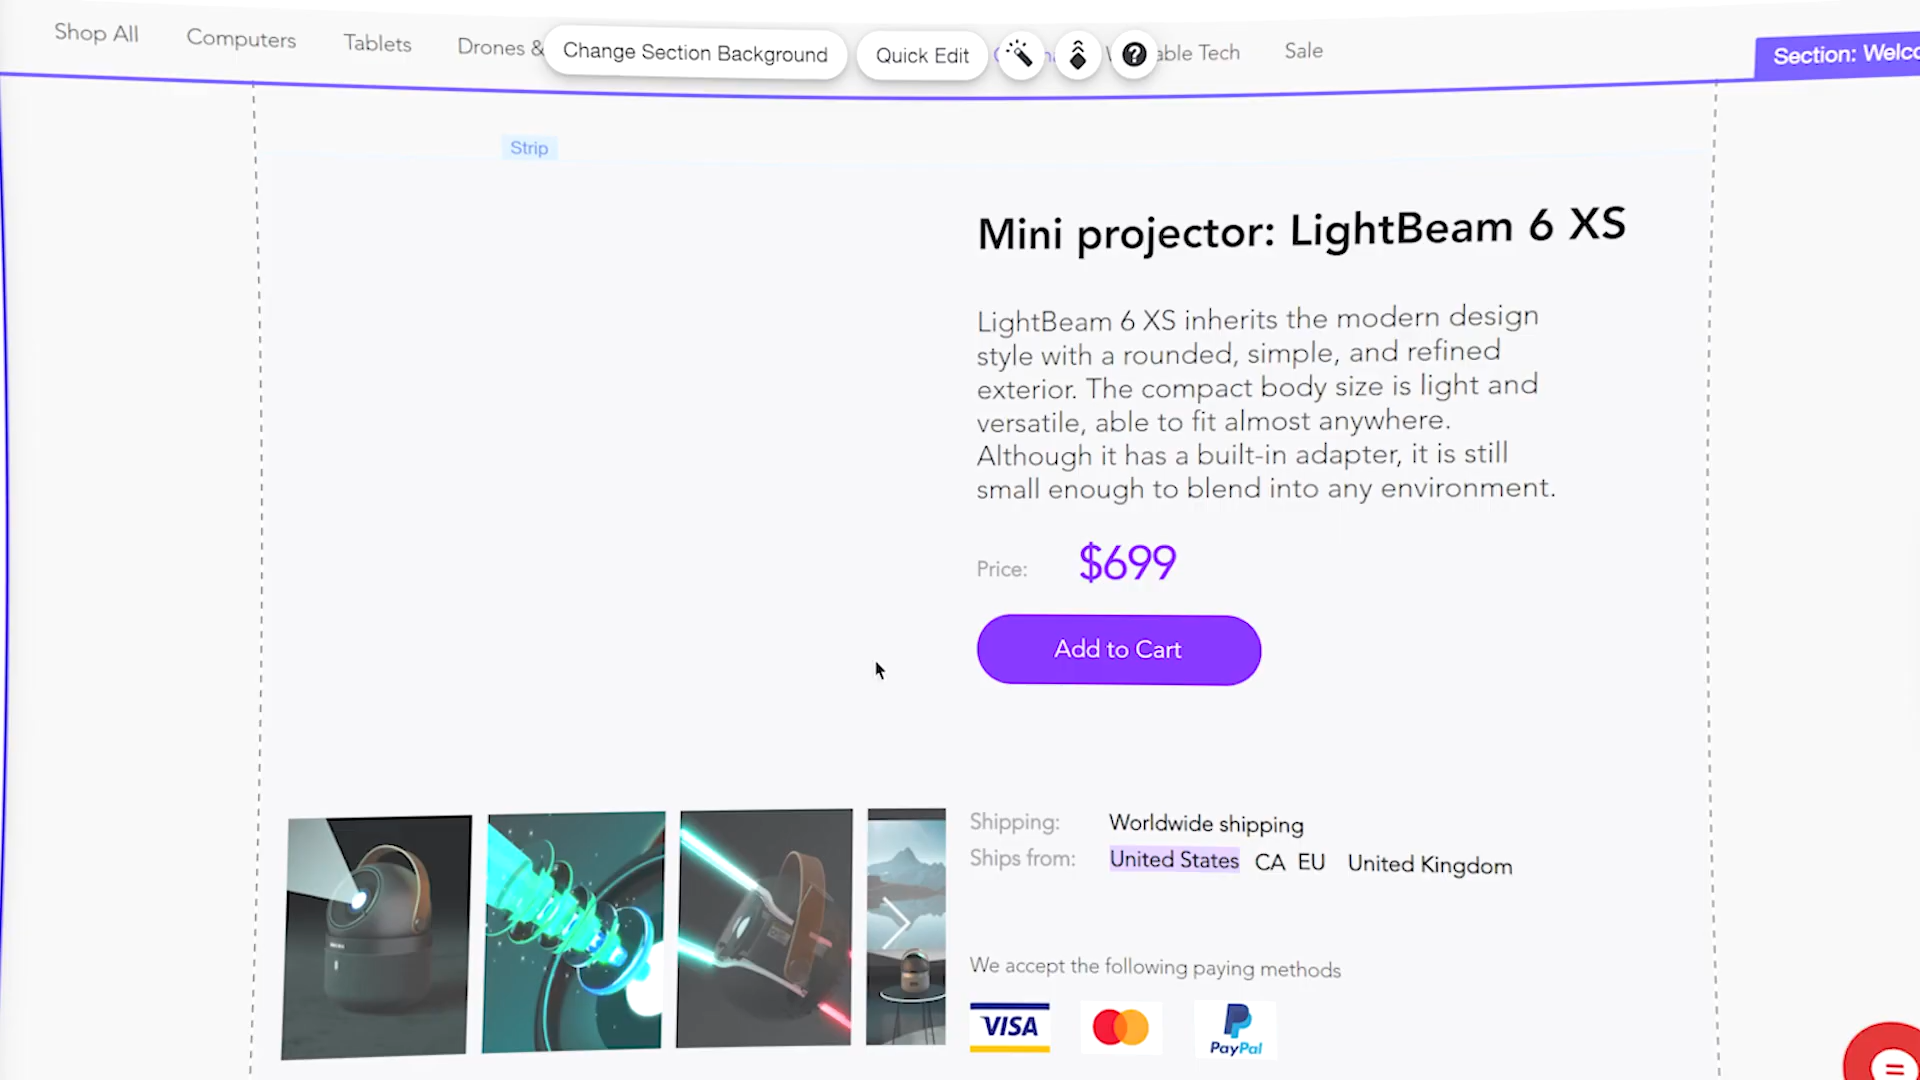 Shop All
Computers
Tablets
Drones &
Change Section Background
Quick Edit
able Tech
Sale
Section: Welco
Strip
Mini projector: LightBeam 6 XS
LightBeam 6 XS inherits the modern design
style with a rounded, simple, and refined
exterior. The compact body size is light and
versatile, able to fit almost anywhere.
Although it has a built-in adapter, it is still
small enough to blend into any environment.
Price: $699
Add to Cart
Shipping: Worldwide shipping
Ships from: United States CA EU United Kingdom
We accept the following paying methods
VISA
PayPal